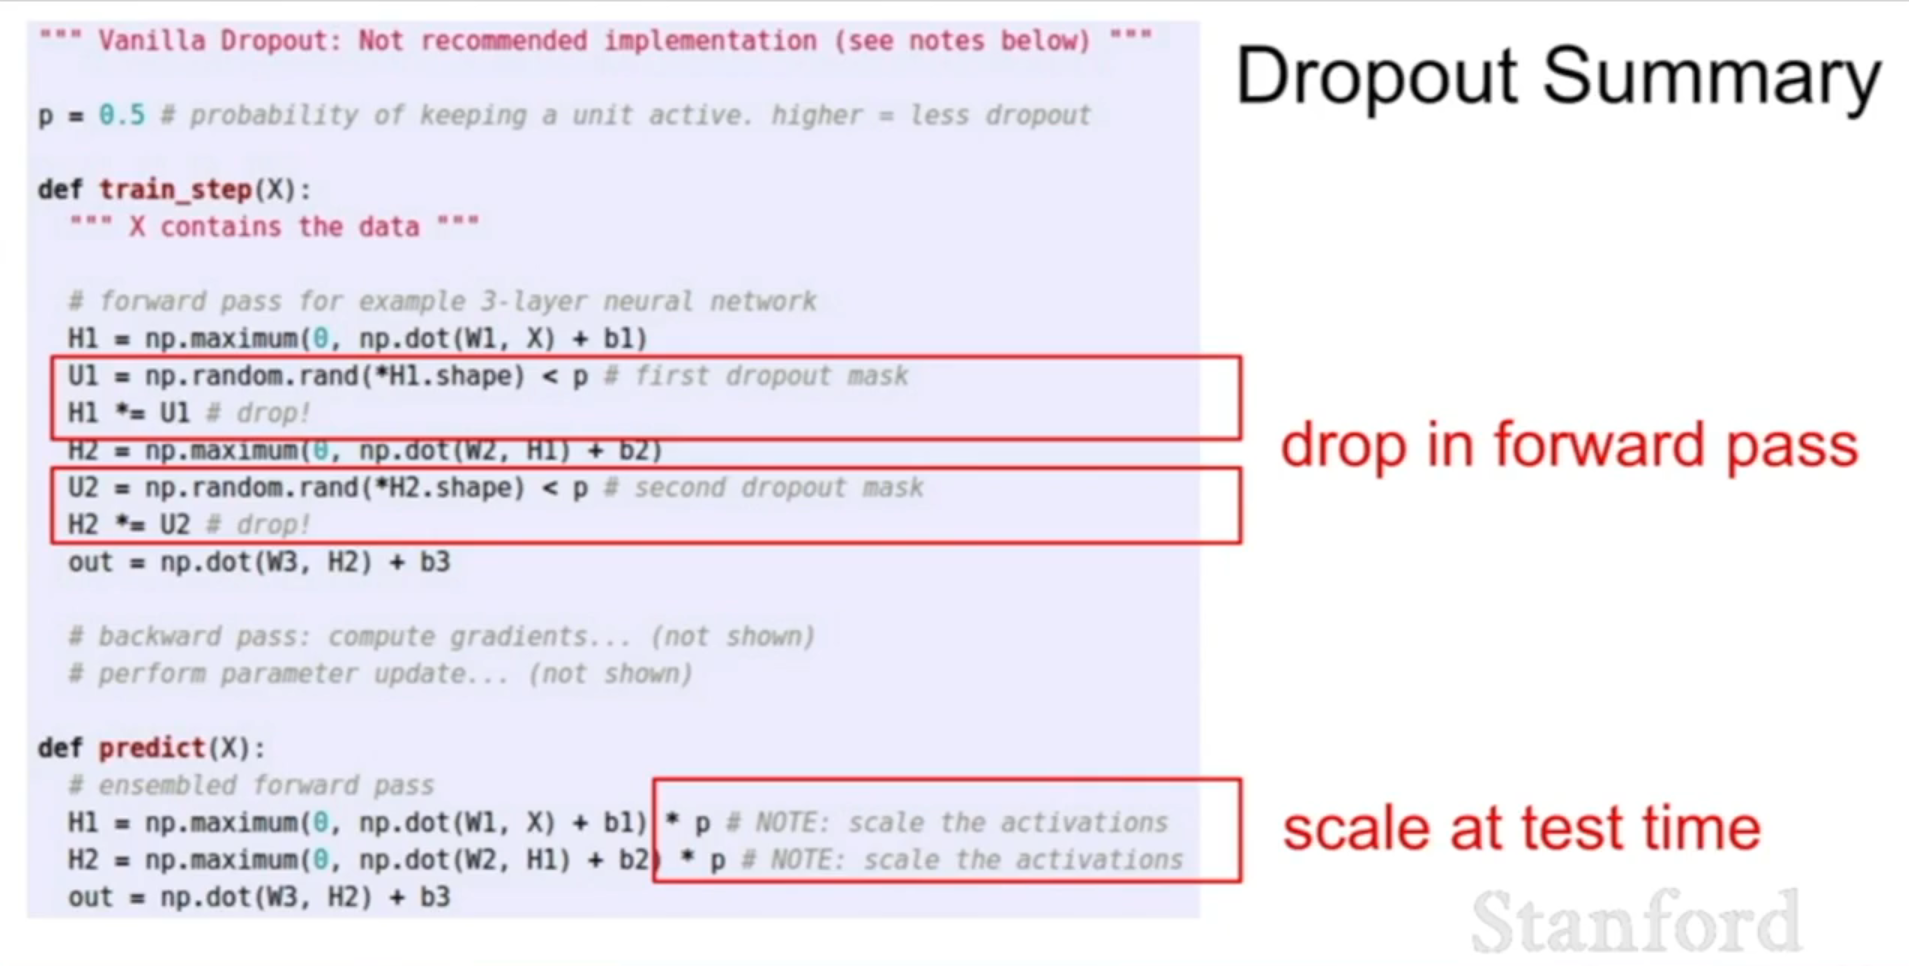 """ Vanilla Dropout: Not recommended implementation (see notes below) """
Dropout Summary
p = 0.5 # probability of keeping a unit active. higher = less dropout
def train_step(X):
""" X contains the data """
# forward pass for example 3-layer neural network
H1 = np.maximum(0, np.dot(W1, X) + b1)
U1 = np.random.rand(*H1.shape) < p # first dropout mask
H1 *= U1 # drop!
H2 = np.maximum(0, np.dot(W2, H1) + b2)
drop in forward pass
U2 = np.random.rand(*H2.shape) < p # second dropout mask
H2 *= U2 # drop!
out = np.dot(W3, H2) + b3
# backward pass: compute gradients... (not shown)
# perform parameter update... (not shown)
def predict(X):
# ensembled forward pass
H1 = np.maximum(0, np.dot(W1, X) + b1) * p # NOTE: scale the activations
scale at test time
H2 = np.maximum(0, np.dot(W2, H1) + b2) * p # NOTE: scale the activations
out = np.dot(W3, H2) + b3
Stanford